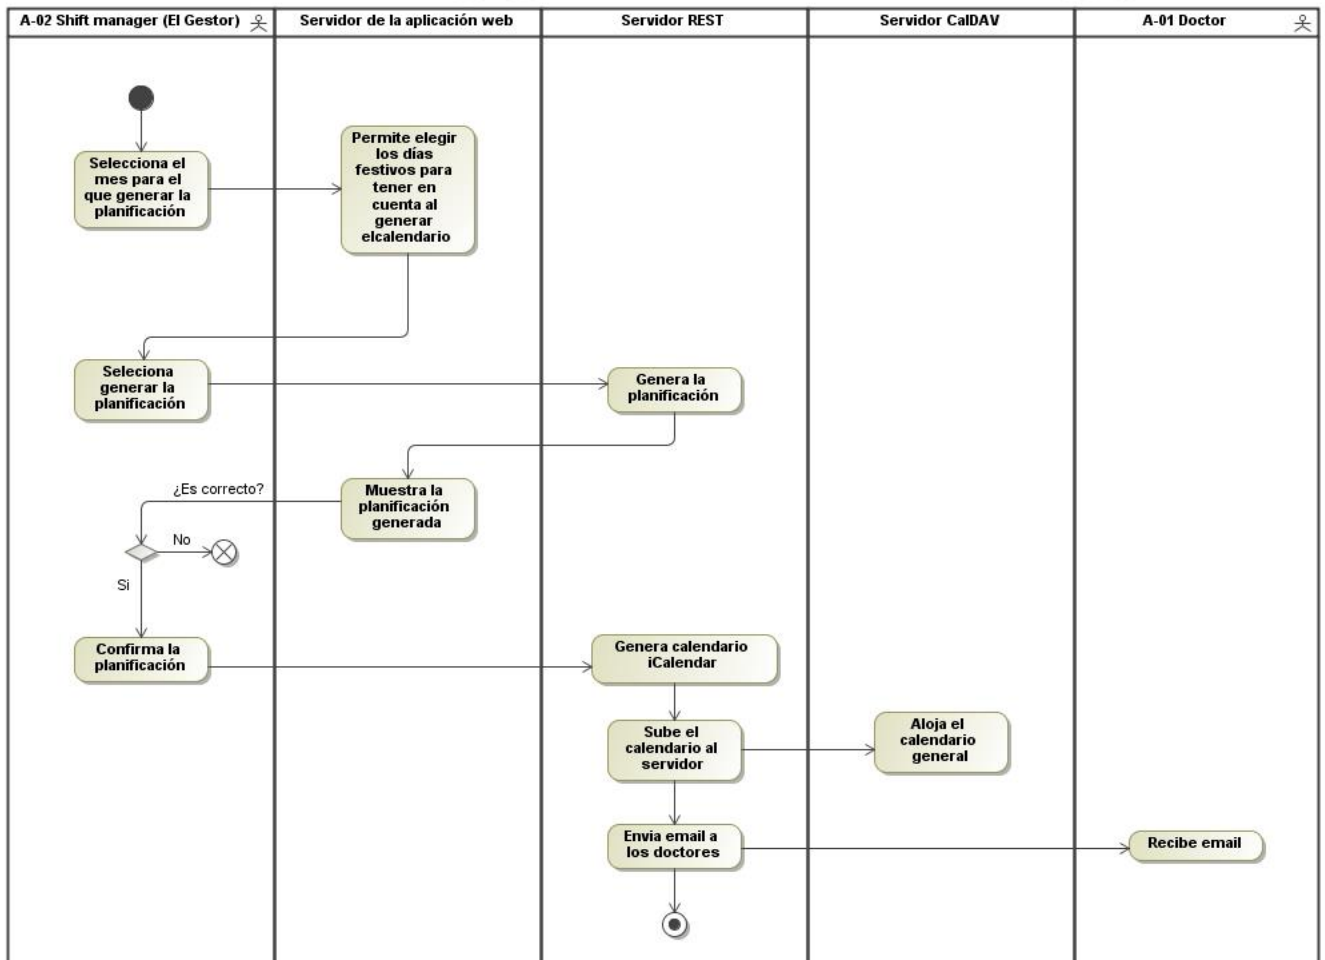 A-02 Shift manager (El Gestor)
Servidor de la aplicación web
Servidor REST
Servidor CalDAV
A-01 Doctor
Selecciona el
mes para el
que generar la
planificación
Permite elegir
los días
festivos para
tener en
cuenta al
generar
elcalendario
Seleciona
generar la
planificación
Genera la
planificación
Muestra la
planificación
generada
¿Es correcto?
No
Si
Confirma la
planificación
Genera calendario
iCalendar
Sube el
calendario al
servidor
Aloja el
calendario
general
Envia email a
los doctores
Recibe email